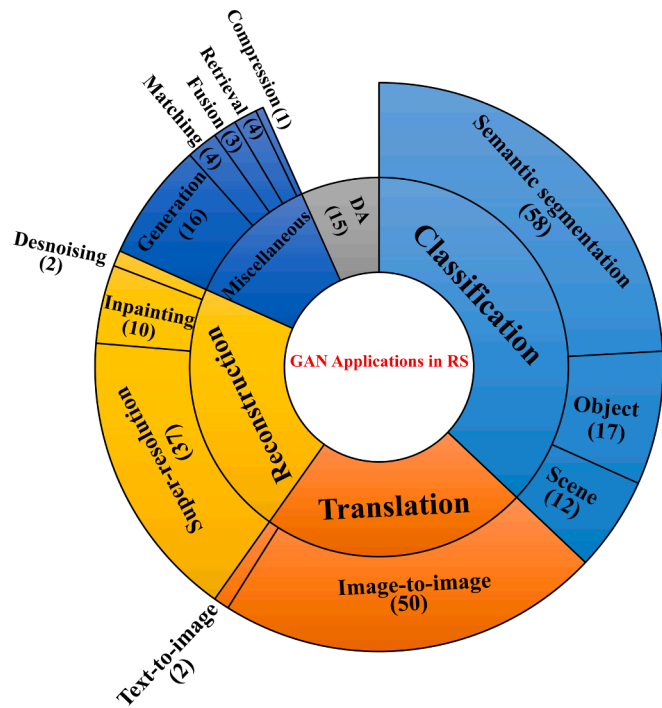 Compression (1)
Retrieval
(4)
Fusion
(3)
Matching
(4)
Generation
(16)
Miscellaneous
DA
(15)
Semantic segmentation
(58)
Classification
Desnoising
(2)
Inpainting
(10)
GAN Applications in RS
Object
(17)
Scene
(12)
Super-resolution
(37)
Reconstruction
Translation
Image-to-image
(50)
Text-to-image
(2)